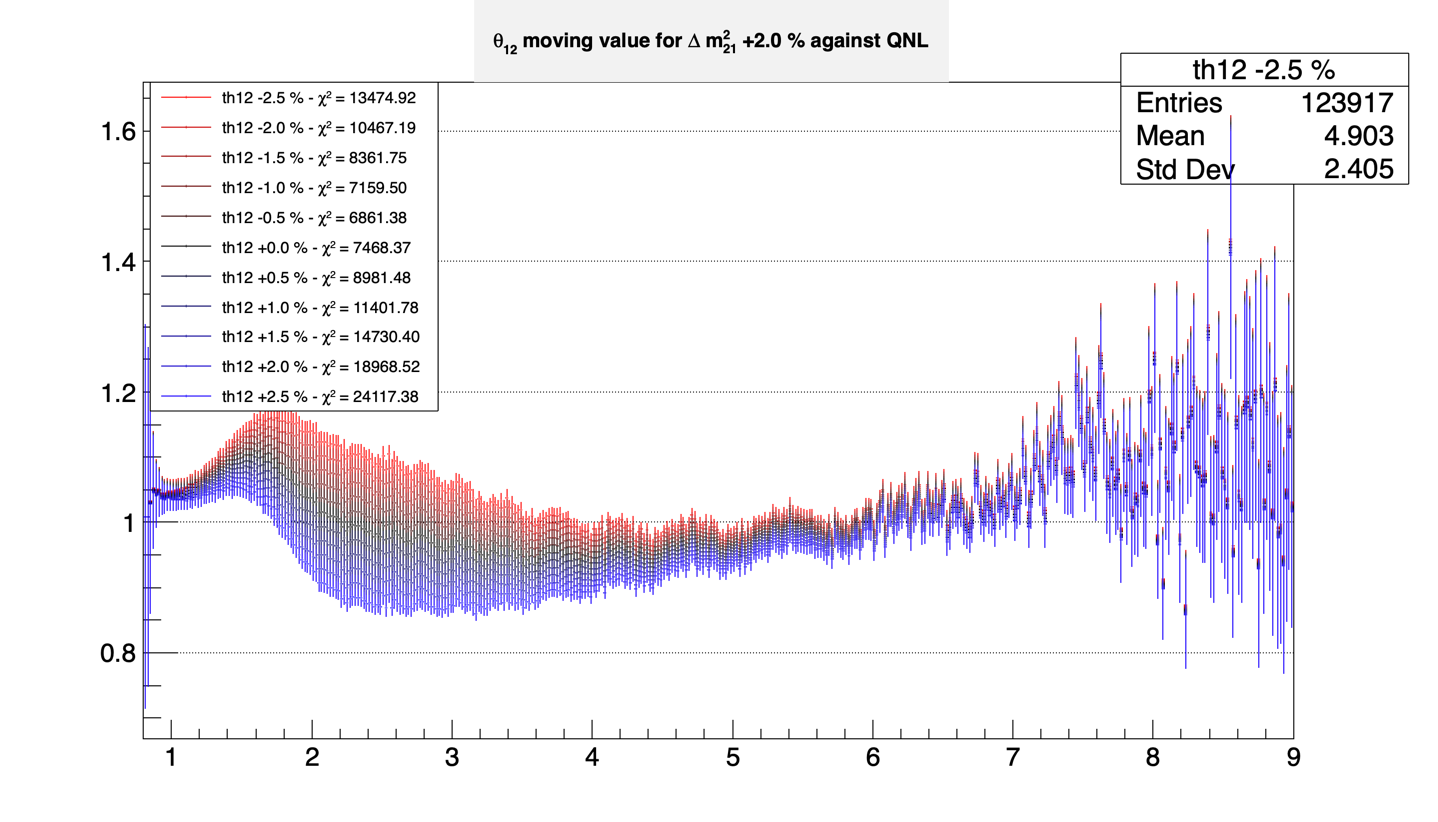 θ12 moving value for Δ m²21 +2.0 % against QNL
th12 -2.5 %
Entries 123917
Mean 4.903
Std Dev 2.405
th12 -2.5 % - χ² = 13474.92
th12 -2.0 % - χ² = 10467.19
th12 -1.5 % - χ² = 8361.75
th12 -1.0 % - χ² = 7159.50
th12 -0.5 % - χ² = 6861.38
th12 +0.0 % - χ² = 7468.37
th12 +0.5 % - χ² = 8981.48
th12 +1.0 % - χ² = 11401.78
th12 +1.5 % - χ² = 14730.40
th12 +2.0 % - χ² = 18968.52
th12 +2.5 % - χ² = 24117.38
1.6
1.4
1.2
1
0.8
1 2 3 4 5 6 7 8 9